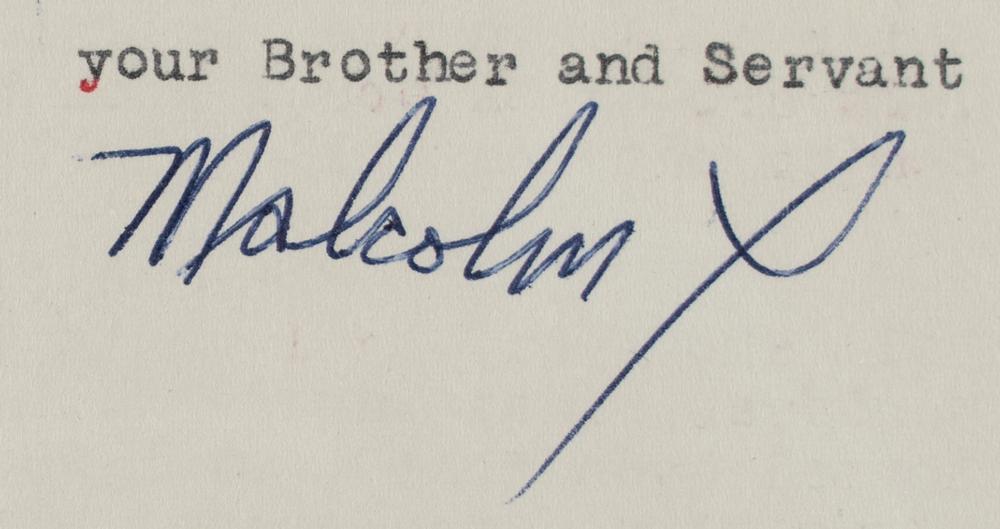 your Brother and Servant
Malcolm X